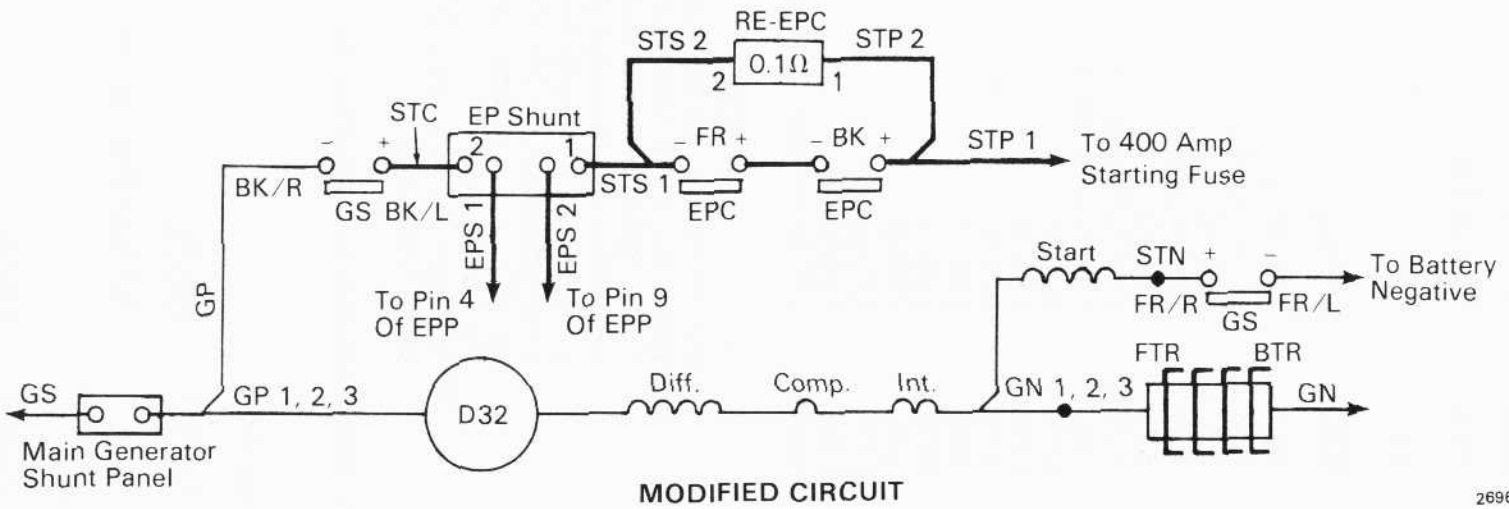 RE-EPC
STS 2
STP 2
0.1Ω
2
1
STC
EP Shunt
- +
2
1
- FR +
- BK +
STP 1
To 400 Amp
Starting Fuse
BK/R
GS
BK/L
STS 1
EPC
EPC
EPS 1
EPS 2
To Pin 4
Of EPP
To Pin 9
Of EPP
GP
Start
STN
+ -
To Battery
Negative
FR/R
FR/L
GS
GS
GP 1, 2, 3
D32
Diff.
Comp.
Int.
GN 1, 2, 3
FTR
BTR
GN
Main Generator
Shunt Panel
MODIFIED CIRCUIT
2696